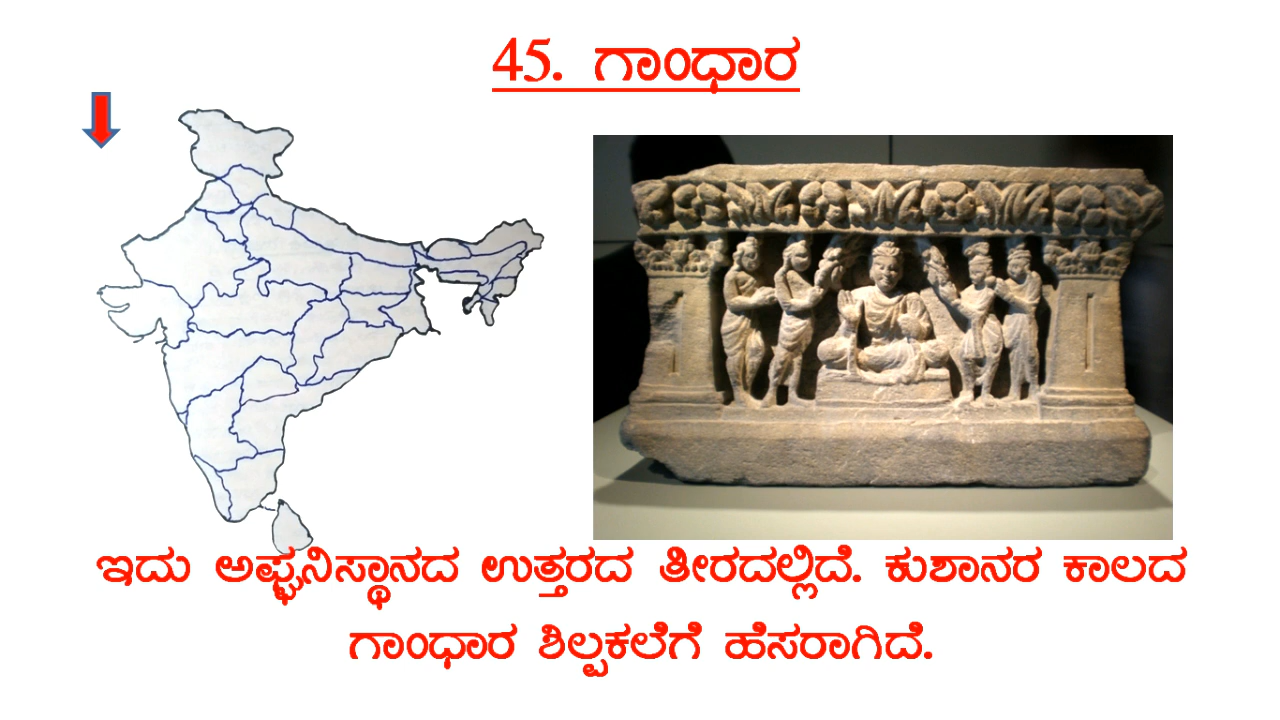 45. ಗಾಂಧಾರ
ಇದು ಅಫ್ಘನಿಸ್ಥಾನದ ಉತ್ತರದ ತೀರದಲ್ಲಿದೆ. ಕುಶಾನರ ಕಾಲದ
ಗಾಂಧಾರ ಶಿಲ್ಪಕಲೆಗೆ ಹೆಸರಾಗಿದೆ.